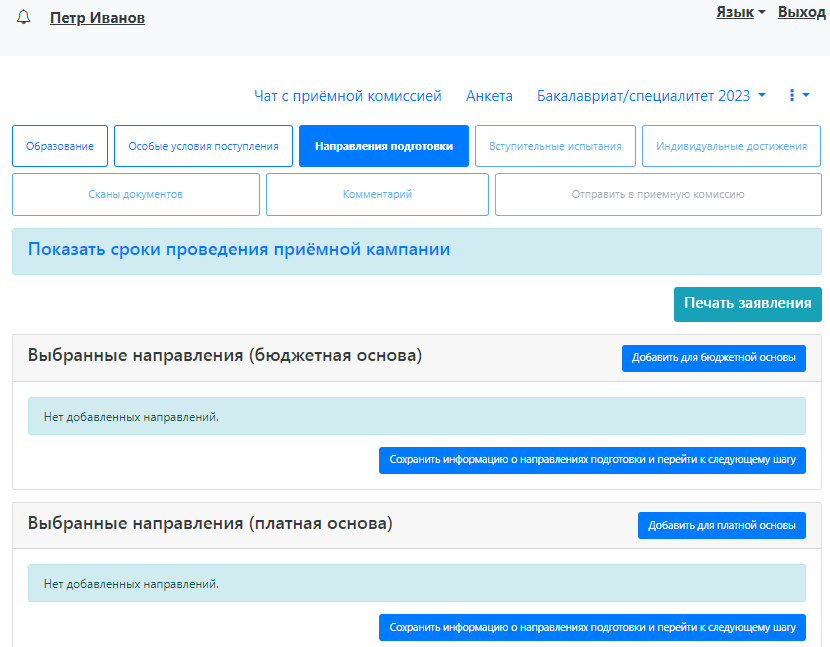 Петр Иванов
Язык Выход
Чат с приёмной комиссией Анкета Бакалавриат/специалитет 2023
Образование Особые условия поступления Направления подготовки Вступительные испытания Индивидуальные достижения
Сканы документов Комментарий Отправить в приемную комиссию
Показать сроки проведения приёмной кампании
Печать заявления
Выбранные направления (бюджетная основа) Добавить для бюджетной основы
Нет добавленных направлений.
Сохранить информацию о направлениях подготовки и перейти к следующему шагу
Выбранные направления (платная основа) Добавить для платной основы
Нет добавленных направлений.
Сохранить информацию о направлениях подготовки и перейти к следующему шагу